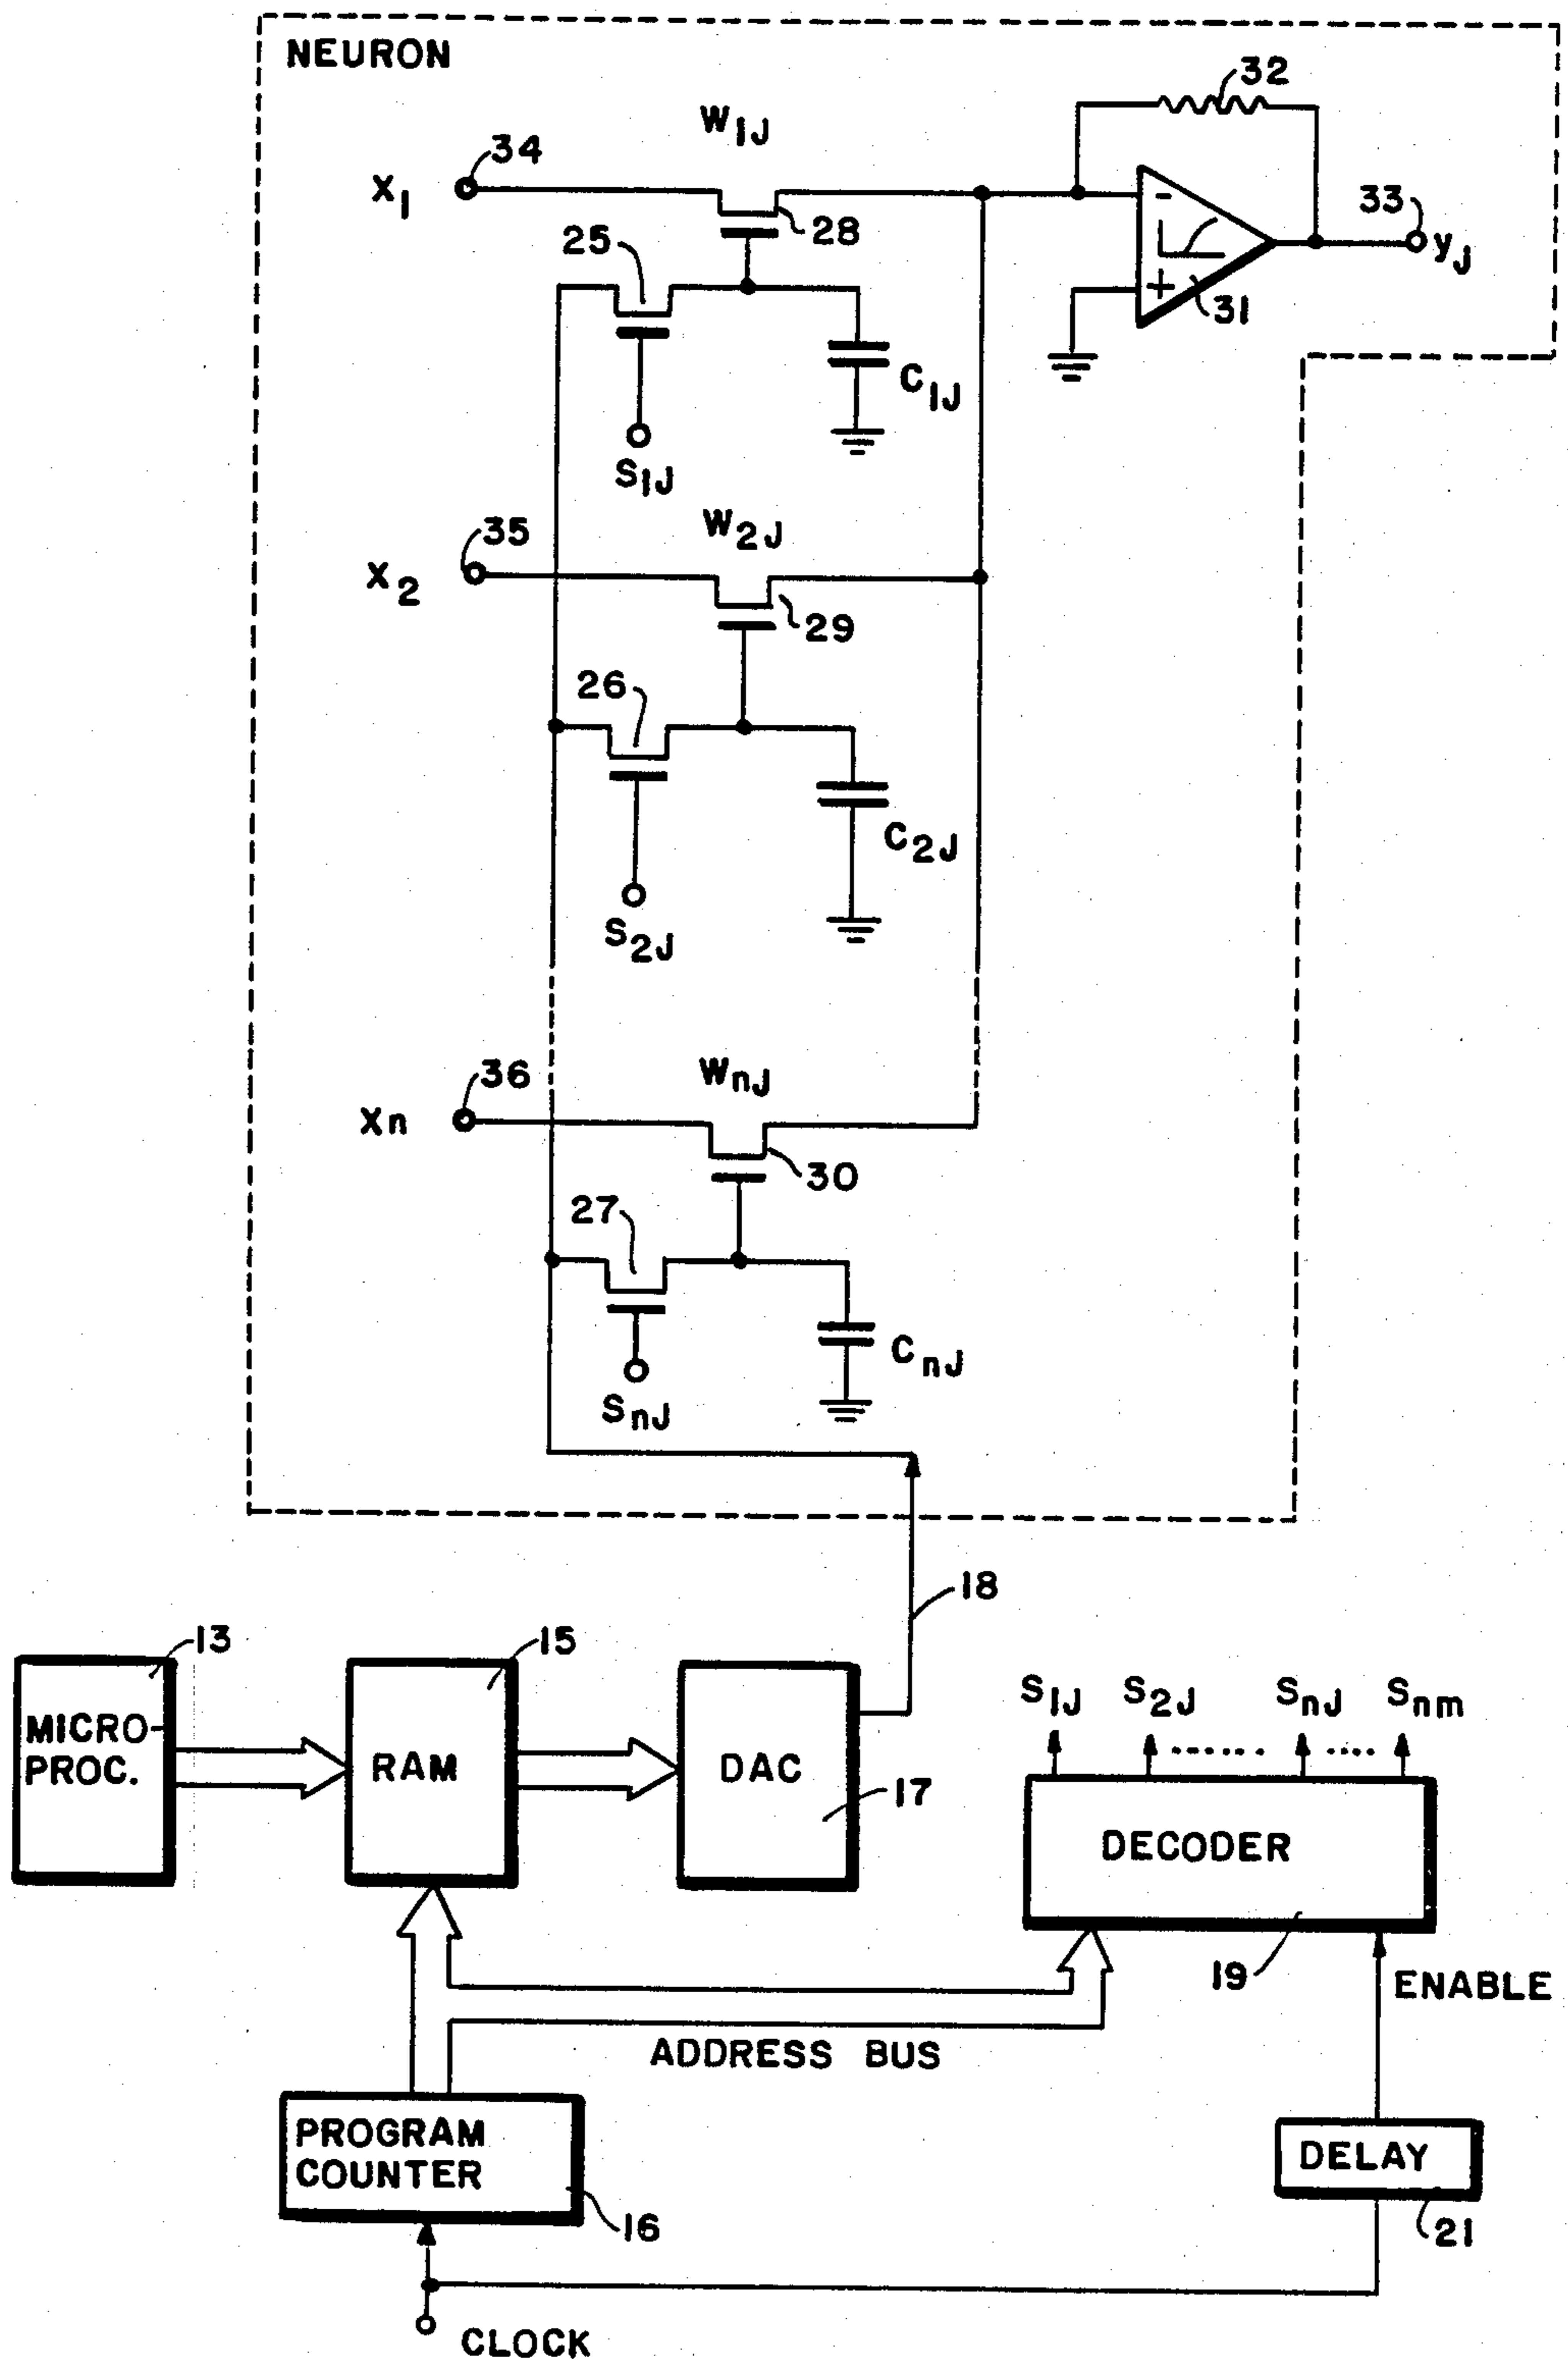 NEURON
32
W1J
34
X1
28
33
yJ
25
31
C1J
S1J
W2J
35
X2
29
26
C2J
S2J
WnJ
36
Xn
30
27
CnJ
SnJ
18
13
15
MICRO-
PROC.
RAM
DAC
17
S1J S2J SnJ Snm
DECODER
19
ENABLE
ADDRESS BUS
PROGRAM
COUNTER
16
DELAY
21
CLOCK